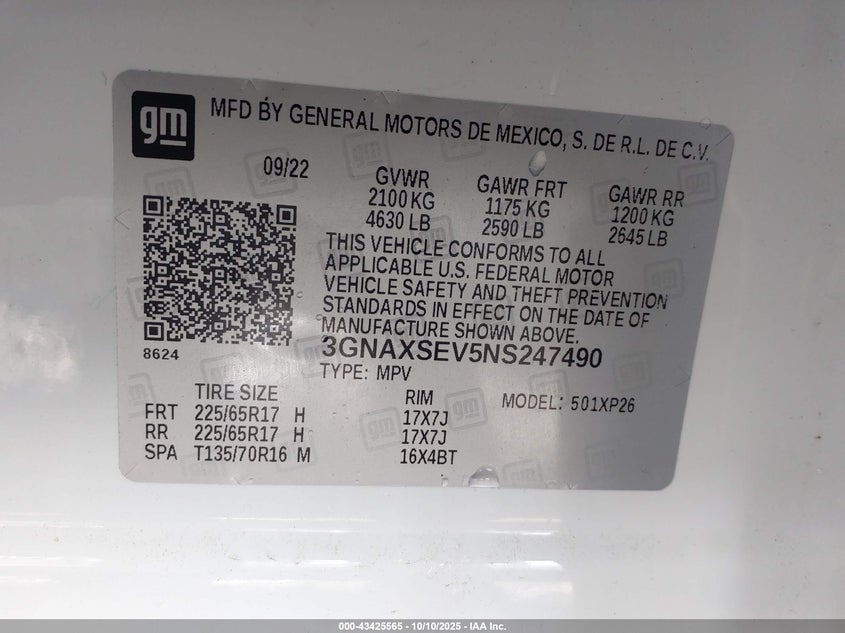 gm
MFD BY GENERAL MOTORS DE MEXICO, S. DE R.L. DE C.V.
09/22
GVWR GAWR FRT GAWR RR
2100 KG 1175 KG 1200 KG
4630 LB 2590 LB 2645 LB
THIS VEHICLE CONFORMS TO ALL
APPLICABLE U.S. FEDERAL MOTOR
VEHICLE SAFETY AND THEFT PREVENTION
STANDARDS IN EFFECT ON THE DATE OF
MANUFACTURE SHOWN ABOVE.
8624
3GNAXSEV5NS247490
TYPE: MPV
TIRE SIZE RIM MODEL: 501XP26
FRT 225/65R17 H 17X7J
RR 225/65R17 H 17X7J
SPA T135/70R16 M 16X4BT
000-43425565 - 10/10/2025 - IAA Inc.